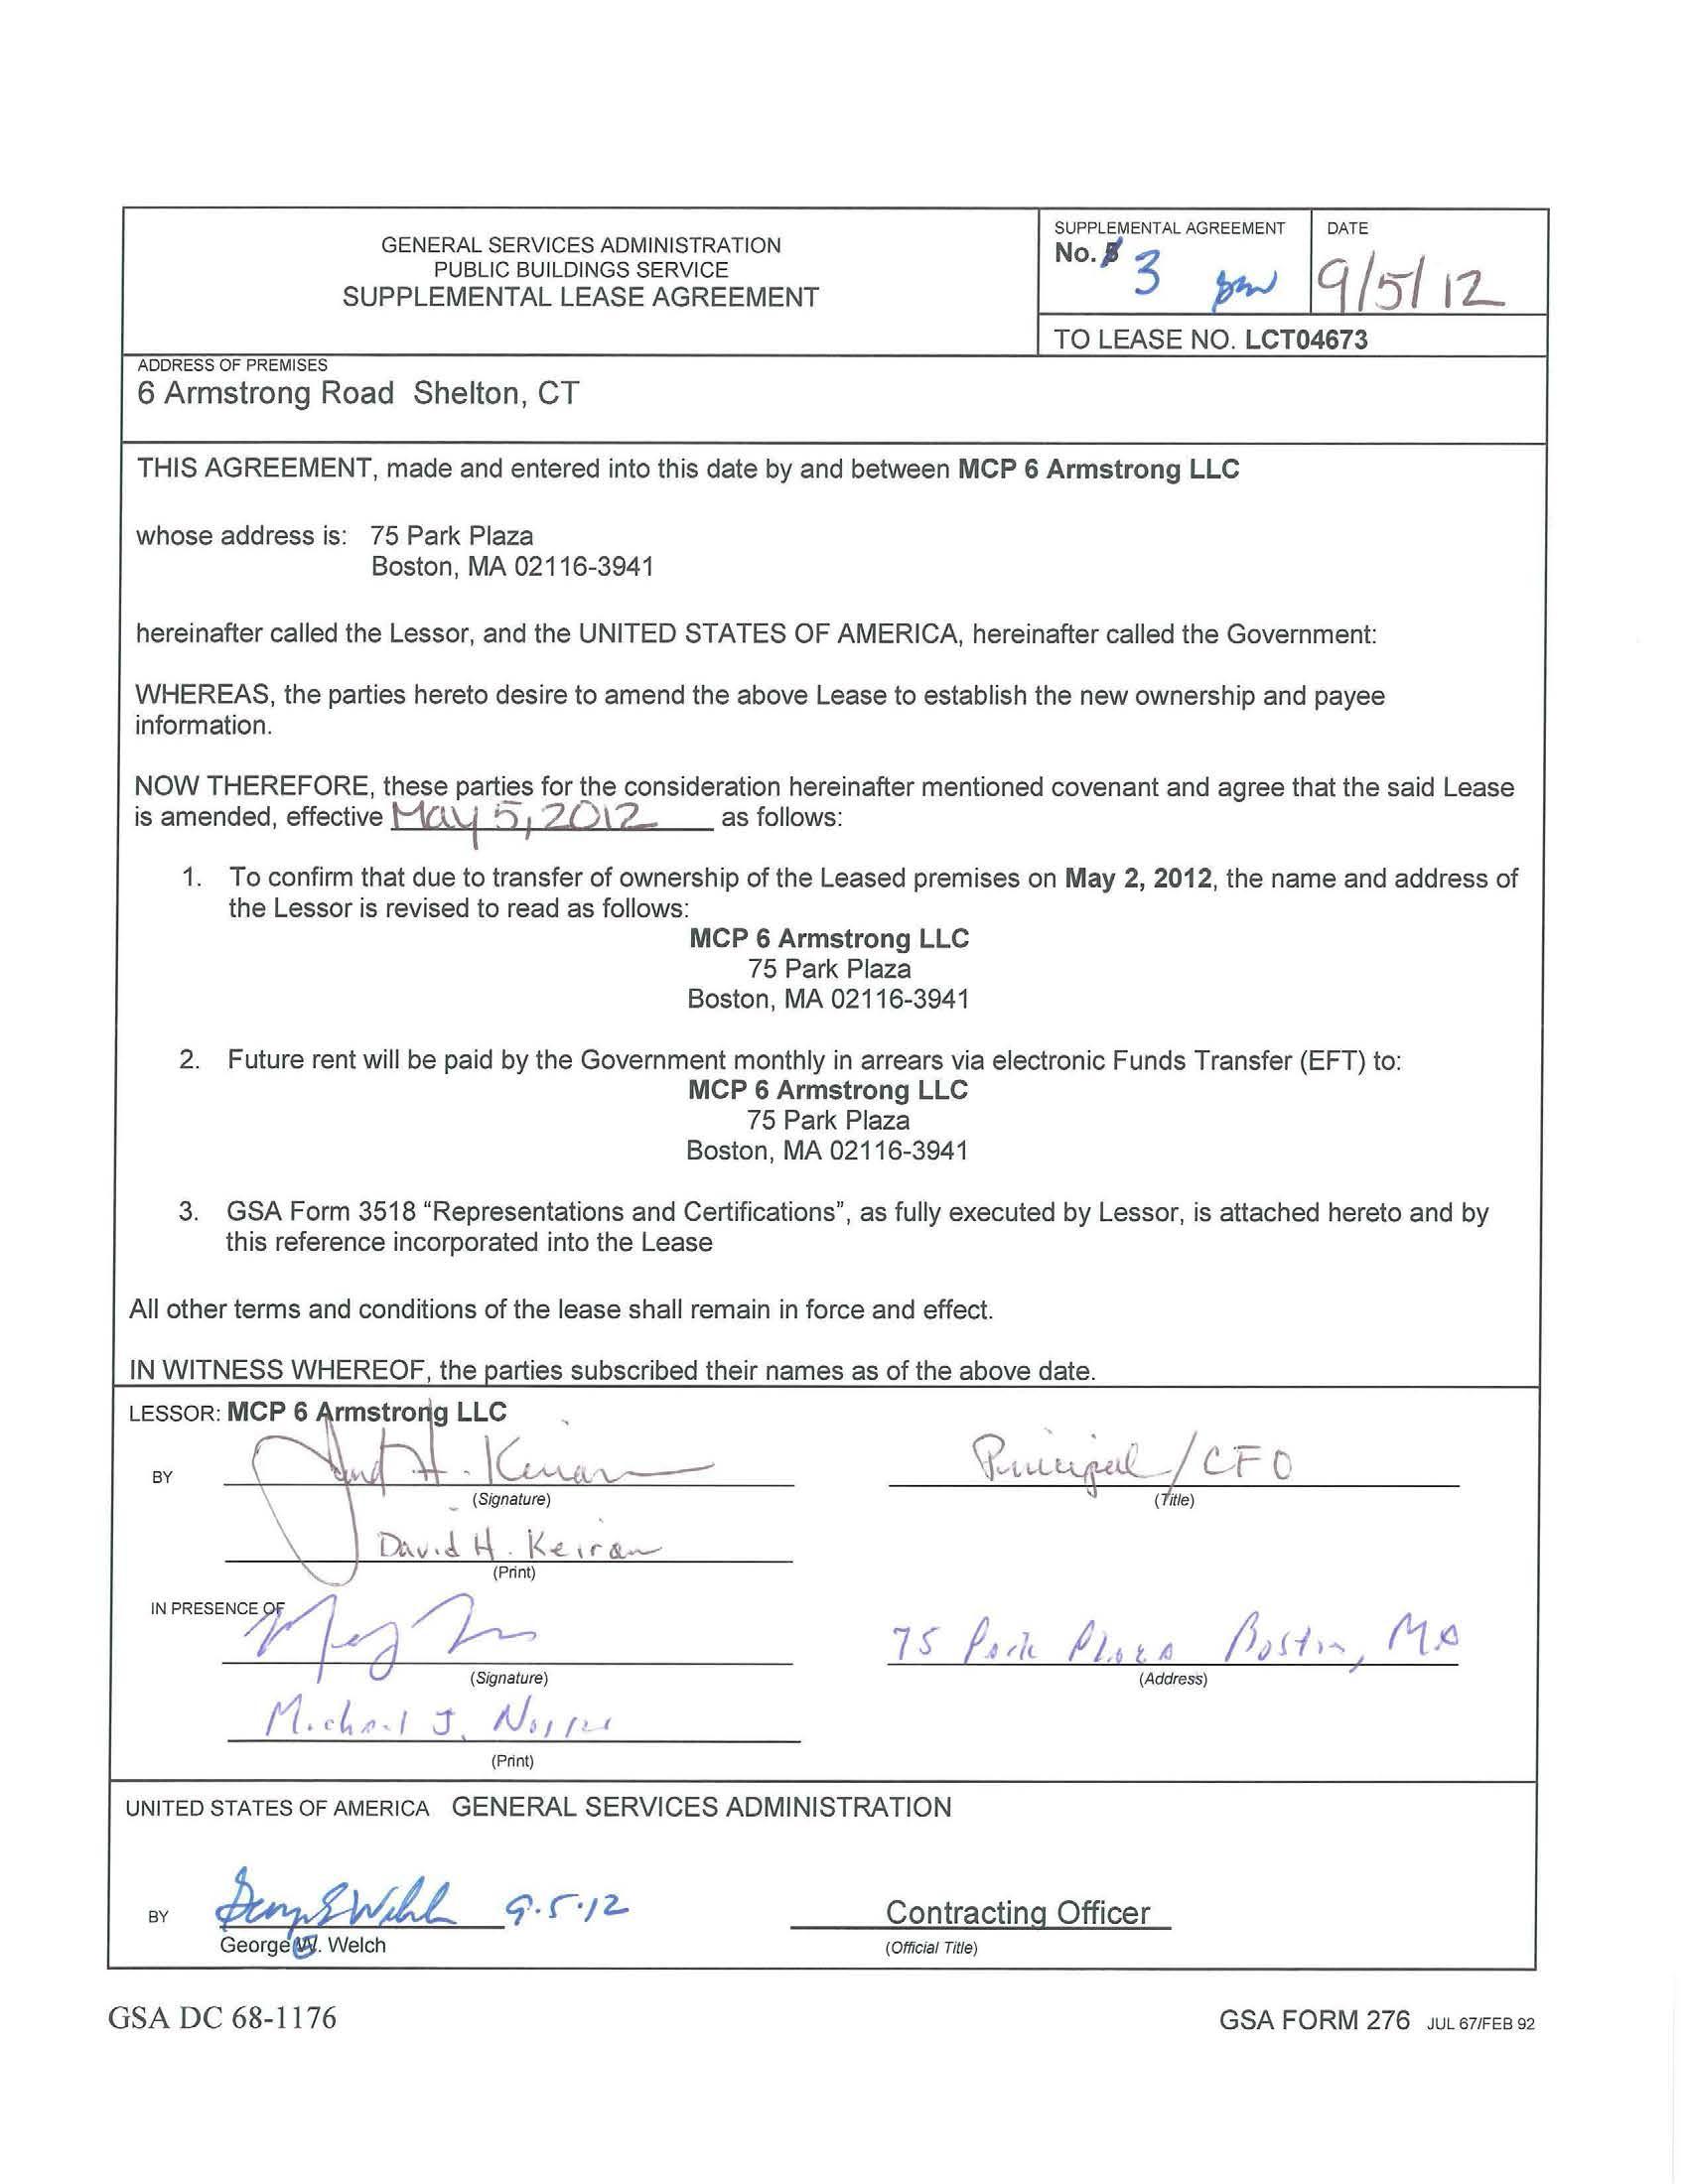 GENERAL SERVICES ADMINISTRATION
PUBLIC BUILDINGS SERVICE
SUPPLEMENTAL LEASE AGREEMENT
SUPPLEMENTAL AGREEMENT
No. 3
DATE
9/5/12
TO LEASE NO. LCT04673
ADDRESS OF PREMISES
6 Armstrong Road Shelton, CT
THIS AGREEMENT, made and entered into this date by and between MCP 6 Armstrong LLC
whose address is: 75 Park Plaza
Boston, MA 02116-3941
hereinafter called the Lessor, and the UNITED STATES OF AMERICA, hereinafter called the Government:
WHEREAS, the parties hereto desire to amend the above Lease to establish the new ownership and payee
information.
NOW THEREFORE, these parties for the consideration hereinafter mentioned covenant and agree that the said Lease
is amended, effective May 5, 2012 as follows:
1. To confirm that due to transfer of ownership of the Leased premises on May 2, 2012, the name and address of
the Lessor is revised to read as follows:
MCP 6 Armstrong LLC
75 Park Plaza
Boston, MA 02116-3941
2. Future rent will be paid by the Government monthly in arrears via electronic Funds Transfer (EFT) to:
MCP 6 Armstrong LLC
75 Park Plaza
Boston, MA 02116-3941
3. GSA Form 3518 “Representations and Certifications”, as fully executed by Lessor, is attached hereto and by
this reference incorporated into the Lease
All other terms and conditions of the lease shall remain in force and effect.
IN WITNESS WHEREOF, the parties subscribed their names as of the above date.
LESSOR: MCP 6 Armstrong LLC
BY H. Keiran Principal/CFO
(Signature) (Title)
David H. Keiran
(Print)
IN PRESENCE OF
75 Park Plaza Boston, MA
(Signature) (Address)
Michael J.
(Print)
UNITED STATES OF AMERICA GENERAL SERVICES ADMINISTRATION
BY George E Welch 9.5.12 Contracting Officer
George W. Welch (Official Title)
GSA DC 68-1176 GSA FORM 276 JUL 67/FEB 92